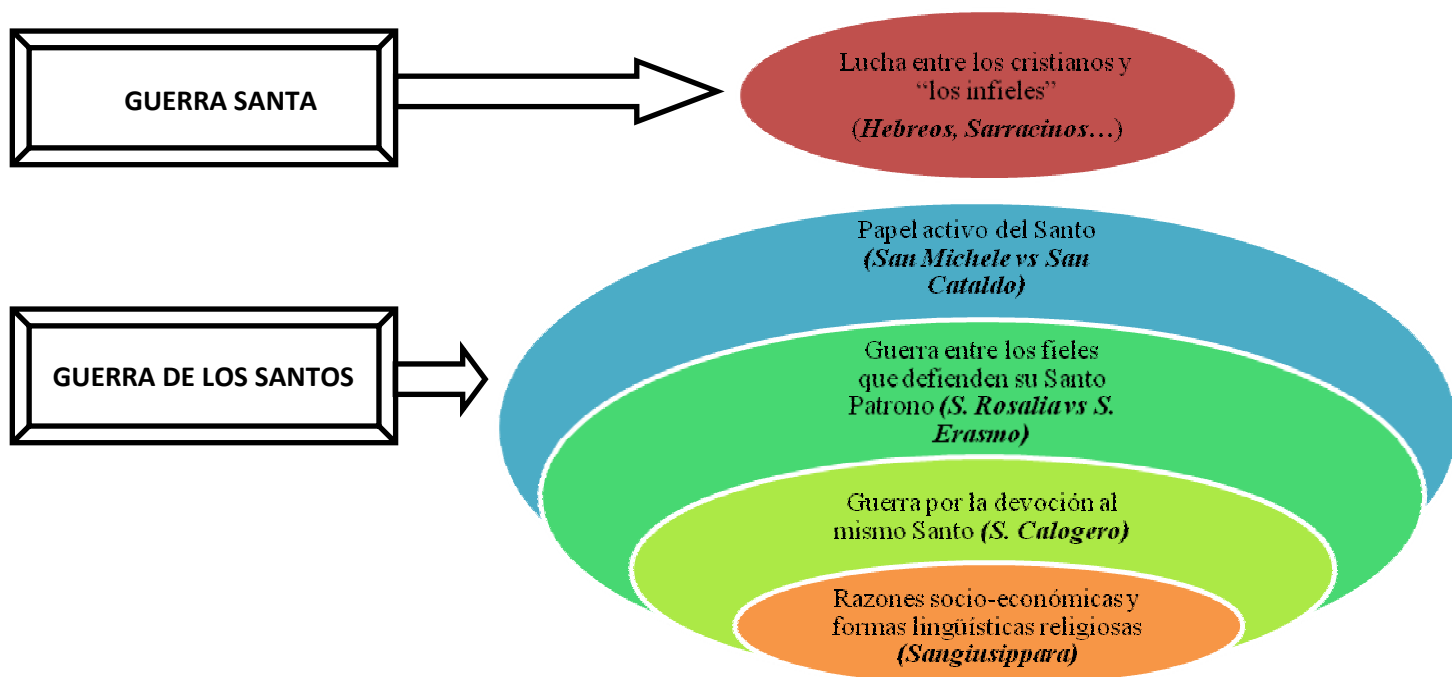 GUERRA SANTA
Lucha entre los cristianos y
“los infieles”
(Hebreos, Sarracinos…)
Papel activo del Santo
(San Michele vs San
Cataldo)
GUERRA DE LOS SANTOS
Guerra entre los fieles
que defienden su Santo
Patrono (S. Rosalia vs S.
Erasmo)
Guerra por la devoción al
mismo Santo (S. Calogero)
Razones socio-económicas y
formas lingüísticas religiosas
(Sangiusippara)